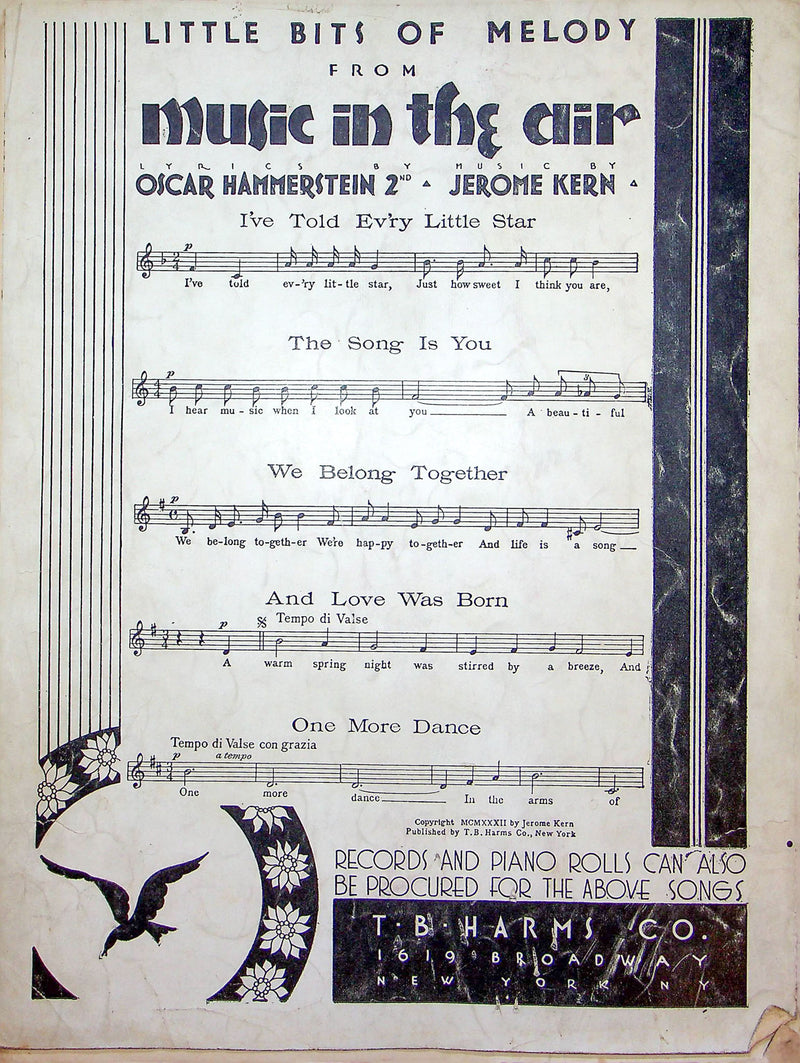 LITTLE BITS OF MELODY
FROM
music in the air
LYRICS BY MUSIC BY
OSCAR HAMMERSTEIN 2ND JEROME KERN
I've Told Ev'ry Little Star
p
I've told ev-'ry lit-tle star, Just how sweet I think you are,
The Song Is You
p
3
I hear mu-sic when I look at you A beau-ti-ful
We Belong Together
p
We be-long to-geth-er We're hap-py to-geth-er And life is a song
And Love Was Born
p Tempo di Valse
A warm spring night was stirred by a breeze, And
One More Dance
Tempo di Valse con grazia
p a tempo
One more dance In the arms of
Copyright MCMXXXII by Jerome Kern
Published by T. B. Harms Co., New York
RECORDS AND PIANO ROLLS CAN ALSO
BE PROCURED FOR THE ABOVE SONGS
T·B·HARMS CO.
1619 BROADWAY
NEW YORK NY